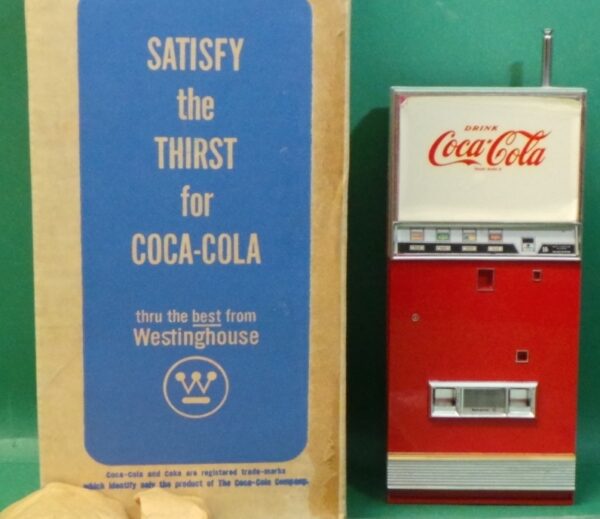 SATISFY
the
THIRST
for
COCA-COLA
thru the best from
Westinghouse
W
Coca-Cola and Coke are registered trade-marks
which identify only the product of The Coca-Cola Company.
DRINK
Coca-Cola